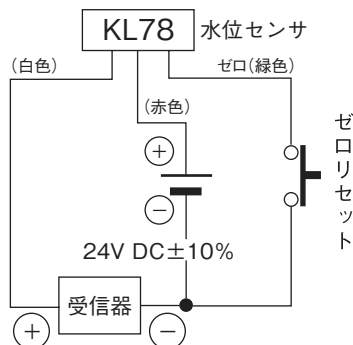 KL78 水位センサ
(白色)
ゼロ(緑色)
(赤色)
+
ゼロリセット
−
24V DC±10%
受信器
+
−